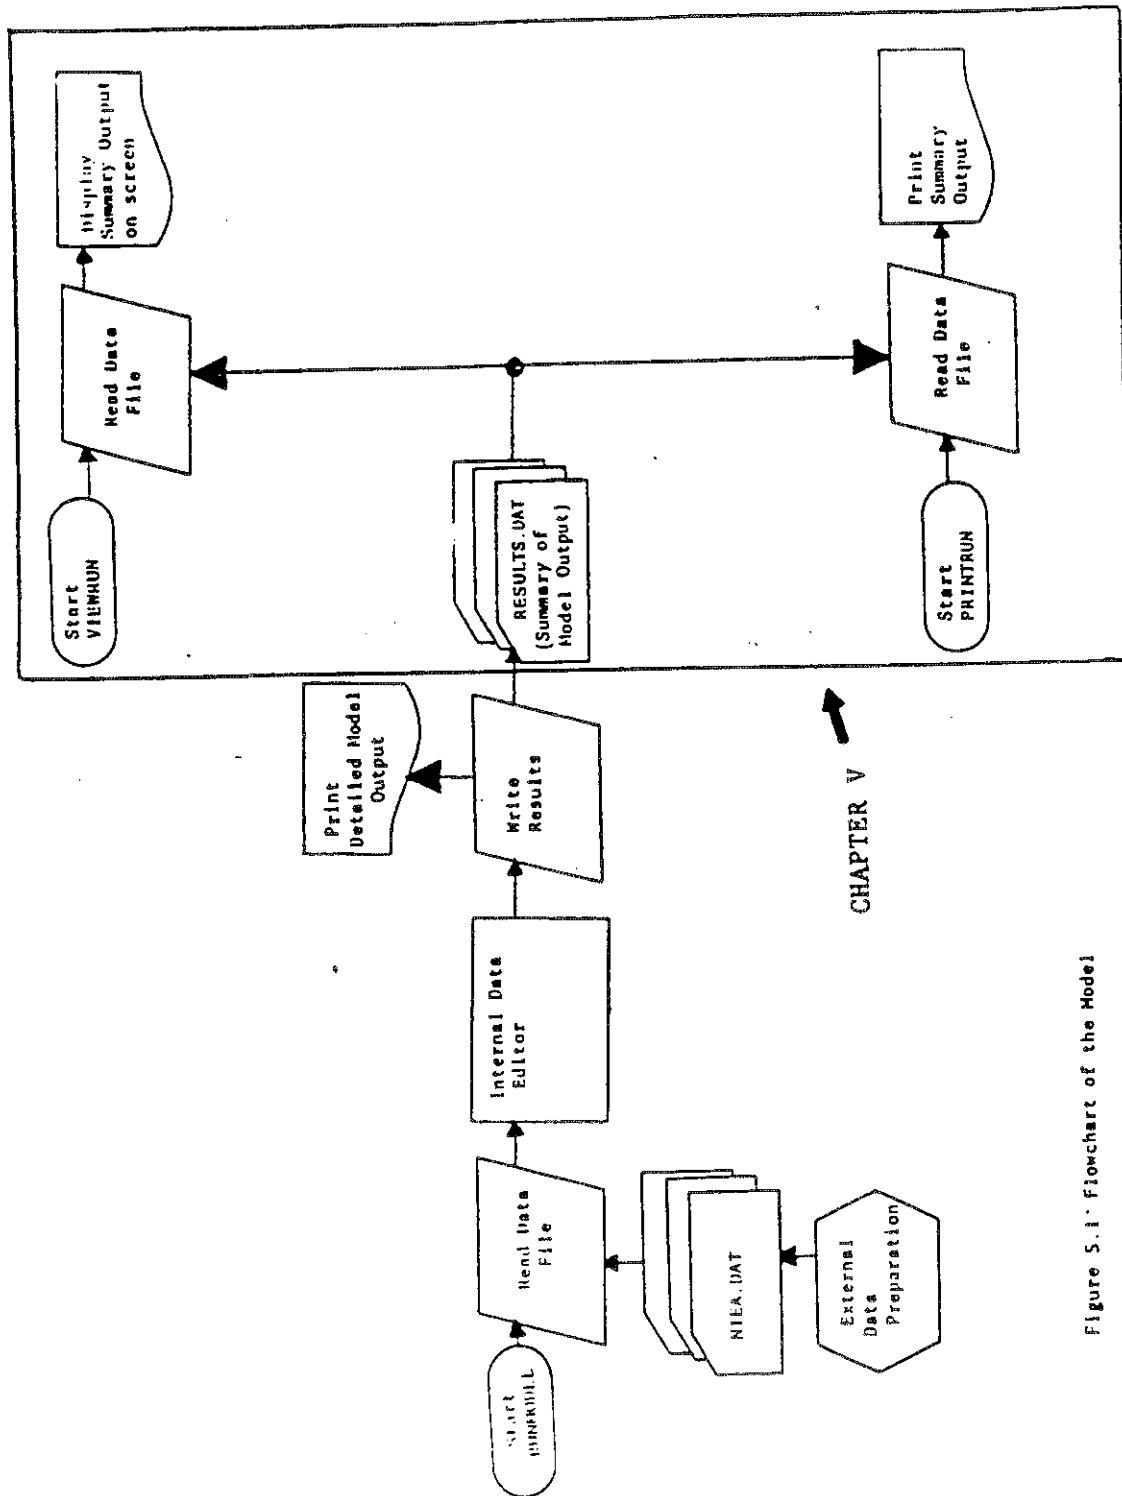 Start
VIEWRUN
Read Data
File
Display
Summary Output
on screen
Print
Detailed Model
Output
Start
Read Data
File
Internal Data
Editor
Write
Results
RESULTS.DAT
(Summary of
Model Output)
NIEA.DAT
External
Data
Preparation
Start
PRINTRUN
Read Data
File
Print
Summary
Output
CHAPTER V
Figure 5.1 Flowchart of the Model